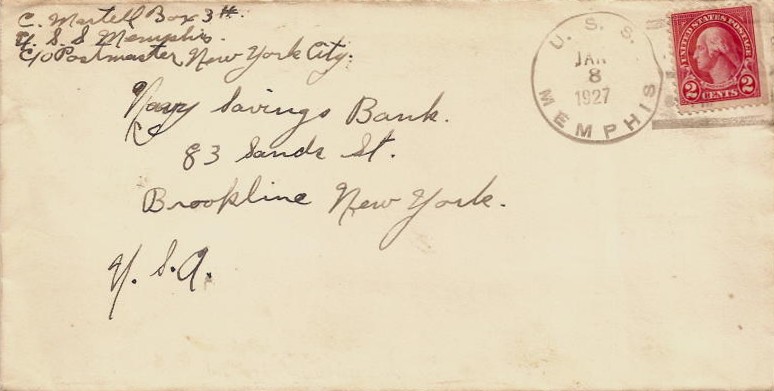 C. Martell Box 3 H.
U. S. S. Memphis.
C/o Postmaster, New York City.
Navy Savings Bank.
83 Sands St.
Brookline New York.
U. S. A.
U. S. S.
JAN
8
1927
MEMPHIS
UNITED STATES POSTAGE
2 CENTS 2